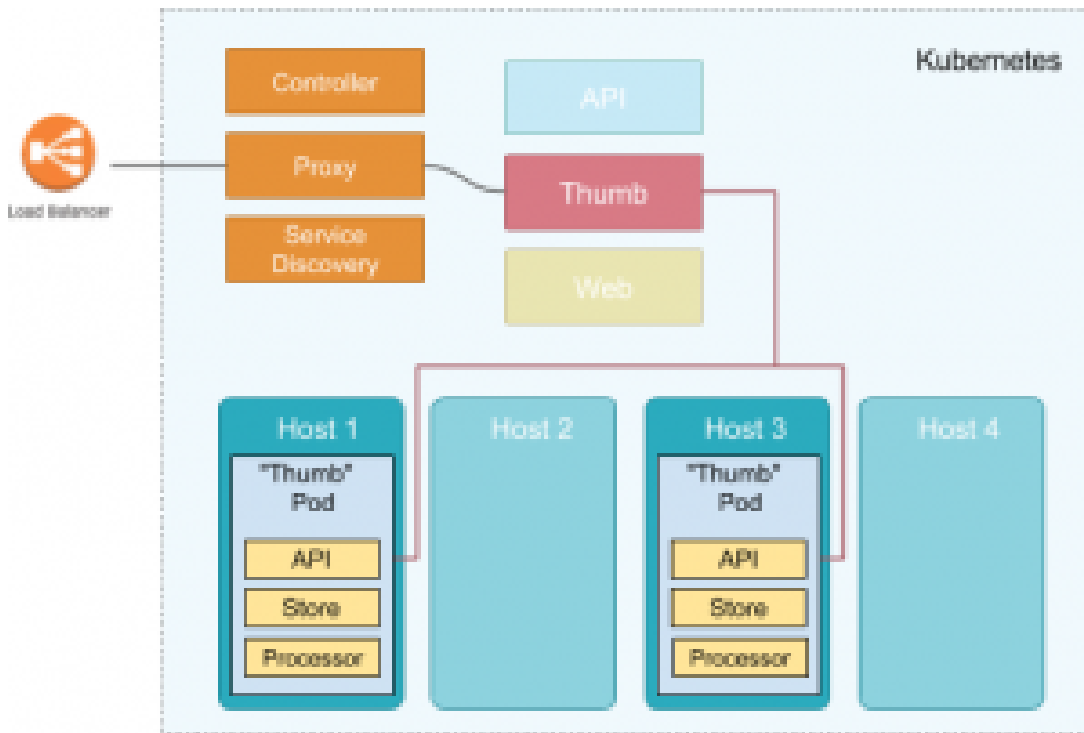 Kubernetes
Controller
API
Proxy
Thumb
Load Balancer
Service
Discovery
Web
Host 1
Host 2
Host 3
Host 4
"Thumb"
Pod
API
Store
Processor
"Thumb"
Pod
API
Store
Processor